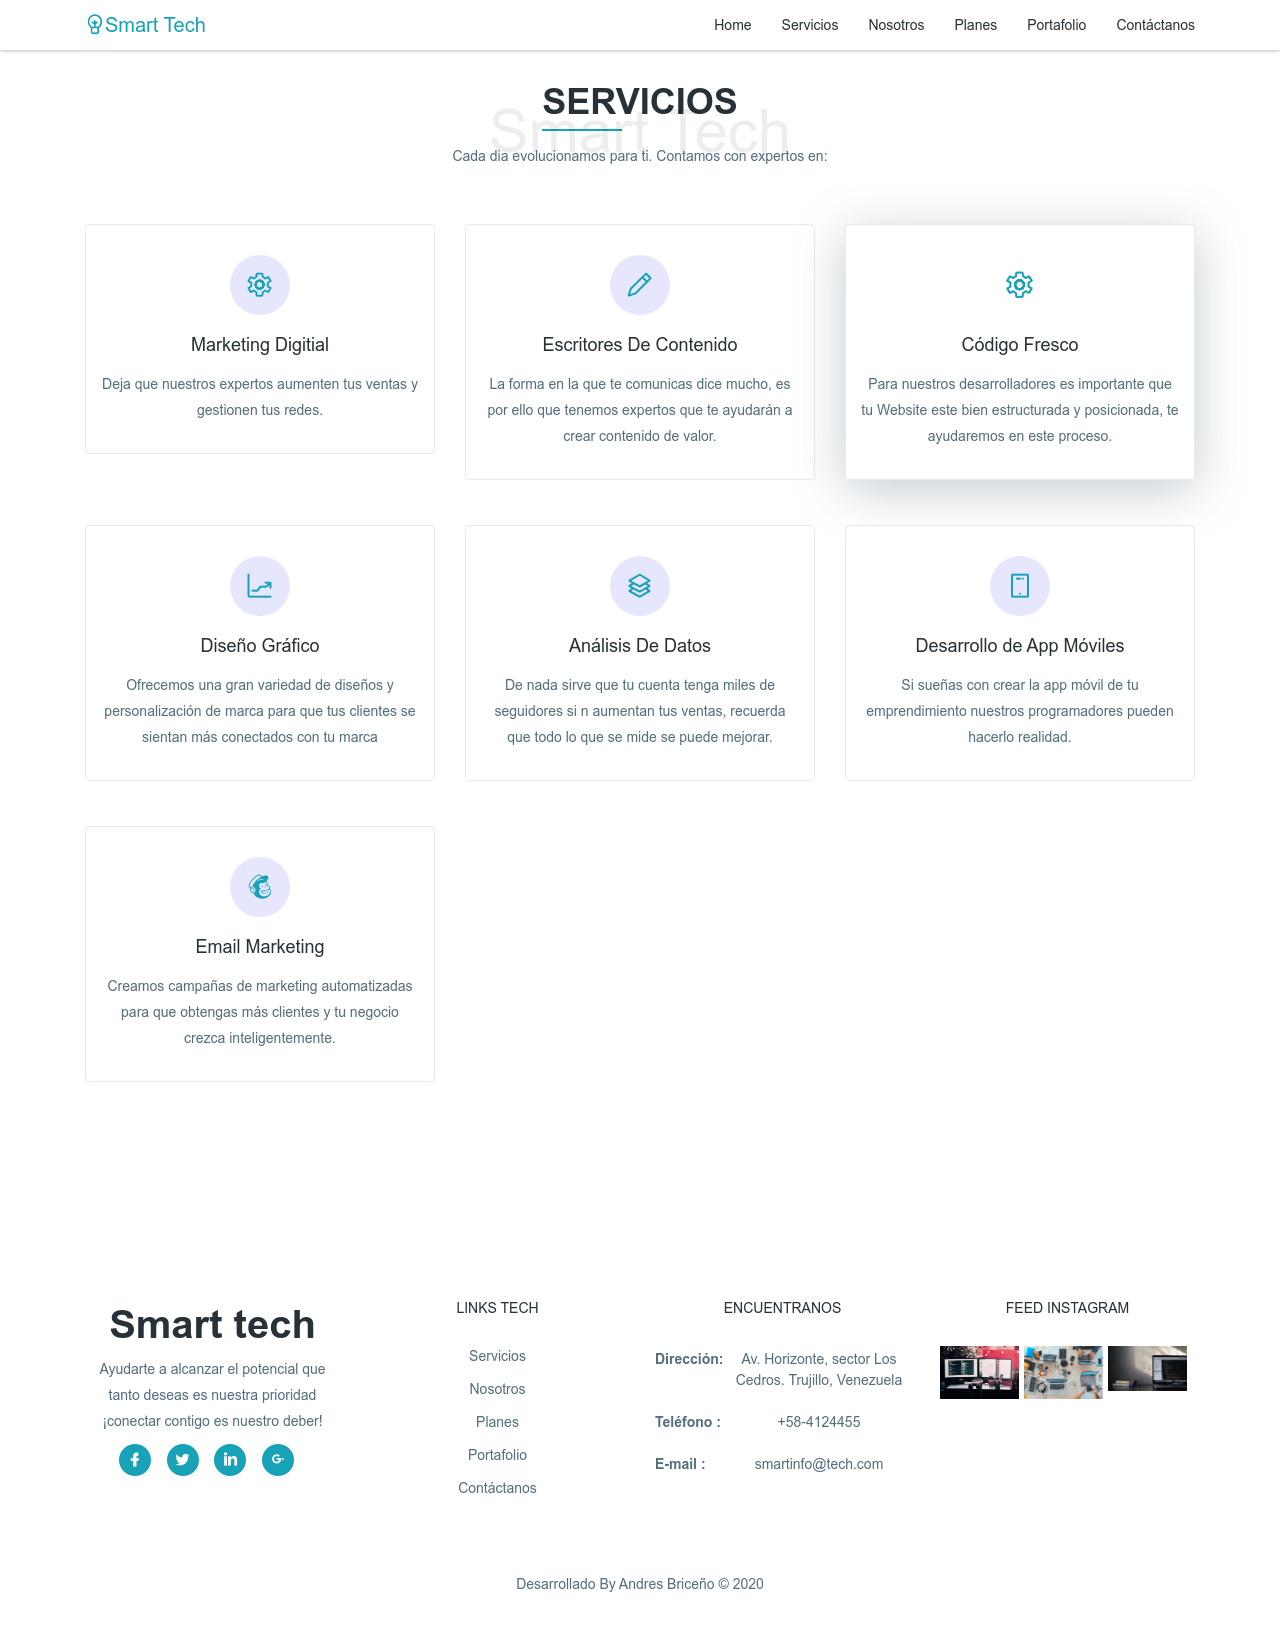 Smart Tech
Home
Servicios
Nosotros
Planes
Portafolio
Contáctanos
SERVICIOS
Smart Tech
Cada dia evolucionamos para ti. Contamos con expertos en:
Marketing Digitial
Deja que nuestros expertos aumenten tus ventas y
gestionen tus redes.
Escritores De Contenido
La forma en la que te comunicas dice mucho, es
por ello que tenemos expertos que te ayudarán a
crear contenido de valor.
Código Fresco
Para nuestros desarrolladores es importante que
tu Website este bien estructurada y posicionada, te
ayudaremos en este proceso.
Diseño Gráfico
Ofrecemos una gran variedad de diseños y
personalización de marca para que tus clientes se
sientan más conectados con tu marca
Análisis De Datos
De nada sirve que tu cuenta tenga miles de
seguidores si n aumentan tus ventas, recuerda
que todo lo que se mide se puede mejorar.
Desarrollo de App Móviles
Si sueñas con crear la app móvil de tu
emprendimiento nuestros programadores pueden
hacerlo realidad.
Email Marketing
Creamos campañas de marketing automatizadas
para que obtengas más clientes y tu negocio
crezca inteligentemente.
Smart tech
Ayudarte a alcanzar el potencial que
tanto deseas es nuestra prioridad
¡conectar contigo es nuestro deber!
LINKS TECH
Servicios
Nosotros
Planes
Portafolio
Contáctanos
ENCUENTRANOS
Dirección: Av. Horizonte, sector Los
Cedros. Trujillo, Venezuela
Teléfono : +58-4124455
E-mail : smartinfo@tech.com
FEED INSTAGRAM
Desarrollado By Andres Briceño © 2020